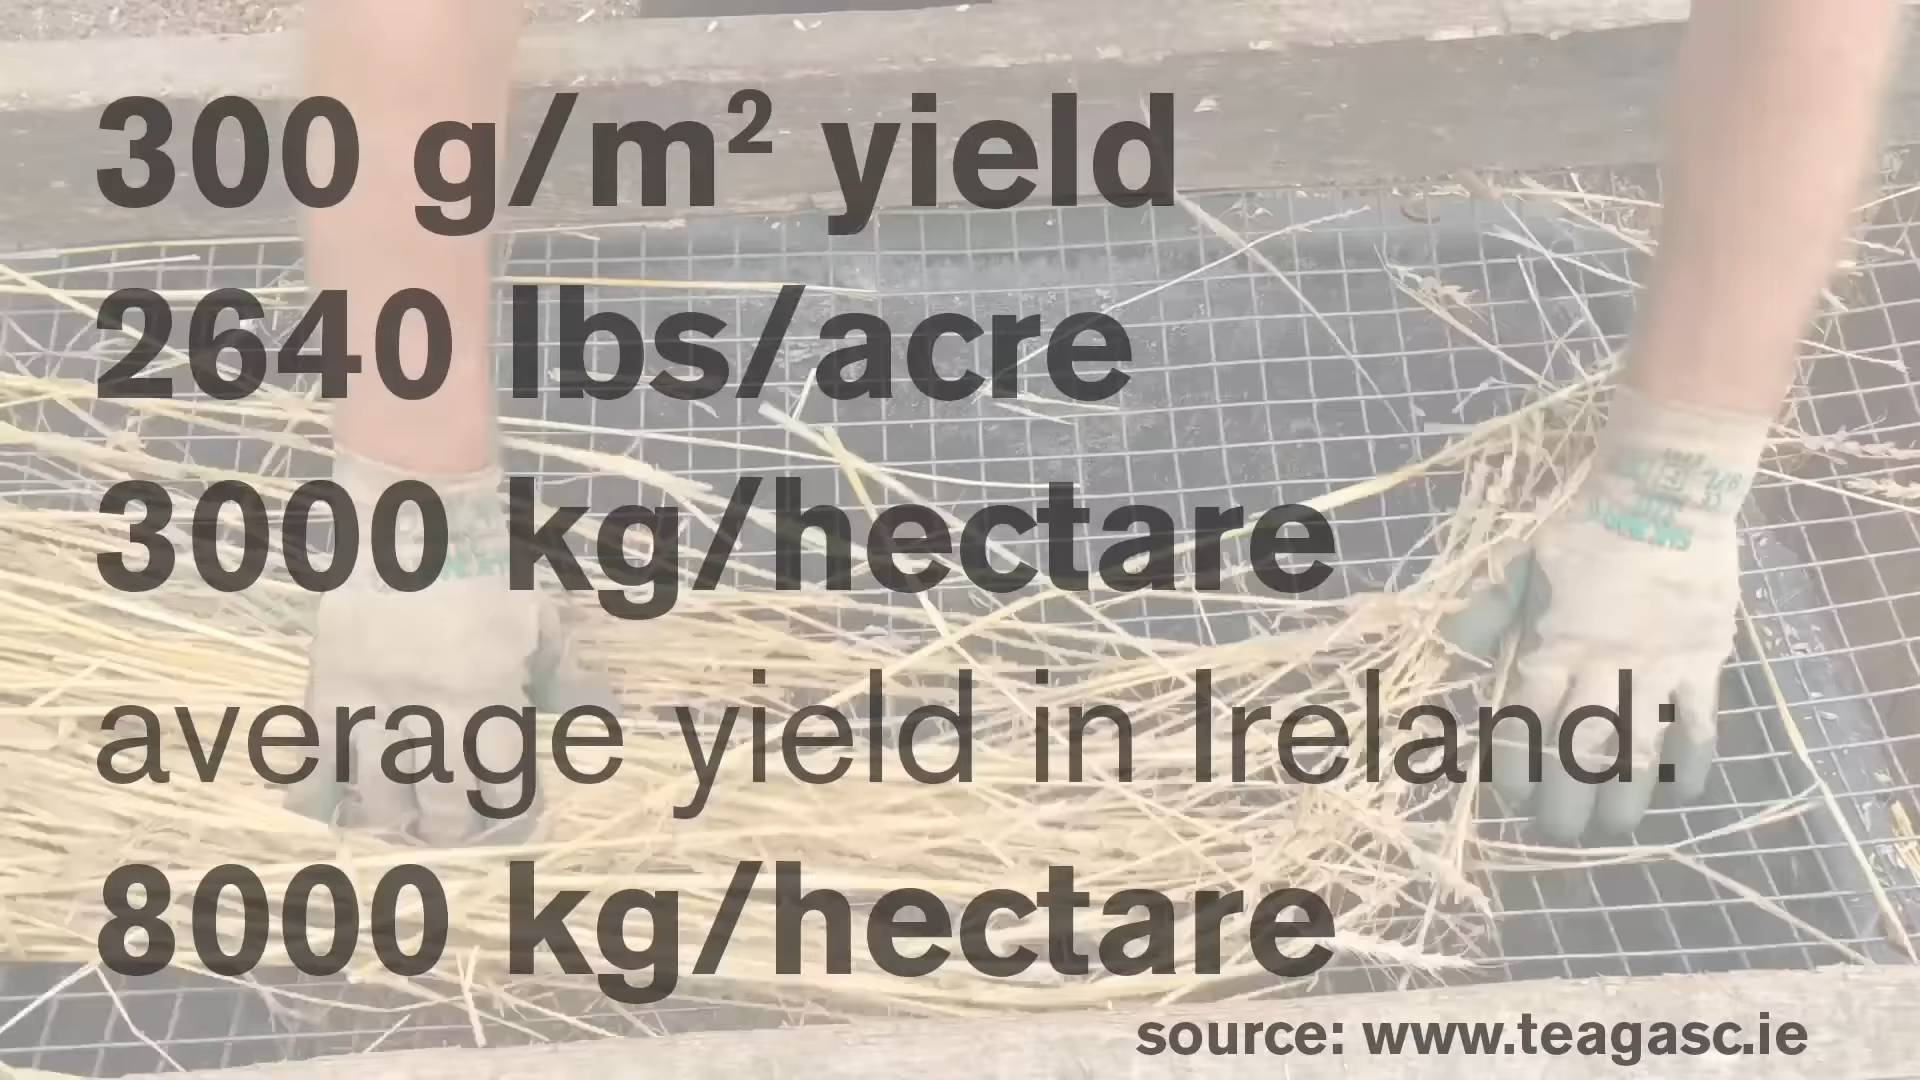 300 g/m² yield
2640 lbs/acre
3000 kg/hectare
average yield in Ireland:
8000 kg/hectare
source: www.teagasc.ie